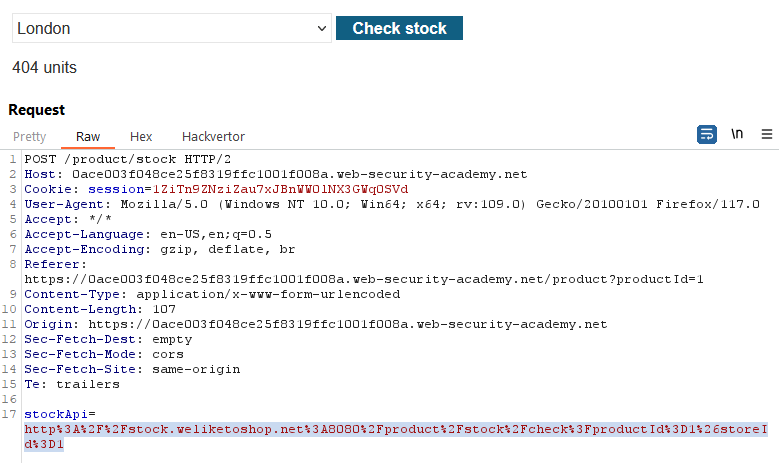 London
Check stock
404 units
Request
Pretty Raw Hex Hackvertor \n
1 POST /product/stock HTTP/2
2 Host: 0ace003f048ce25f8319ffc1001f008a.web-security-academy.net
3 Cookie: session=1ZiTn9ZNziZau7xJBnWW01NX3GWq0SVd
4 User-Agent: Mozilla/5.0 (Windows NT 10.0; Win64; x64; rv:109.0) Gecko/20100101 Firefox/117.0
5 Accept: */*
6 Accept-Language: en-US,en;q=0.5
7 Accept-Encoding: gzip, deflate, br
8 Referer:
https://0ace003f048ce25f8319ffc1001f008a.web-security-academy.net/product?productId=1
9 Content-Type: application/x-www-form-urlencoded
10 Content-Length: 107
11 Origin: https://0ace003f048ce25f8319ffc1001f008a.web-security-academy.net
12 Sec-Fetch-Dest: empty
13 Sec-Fetch-Mode: cors
14 Sec-Fetch-Site: same-origin
15 Te: trailers
16
17 stockApi=
http%3A%2F%2Fstock.weliketoshop.net%3A8080%2Fproduct%2Fstock%2Fcheck%3FproductId%3D1%26storeI
d%3D1